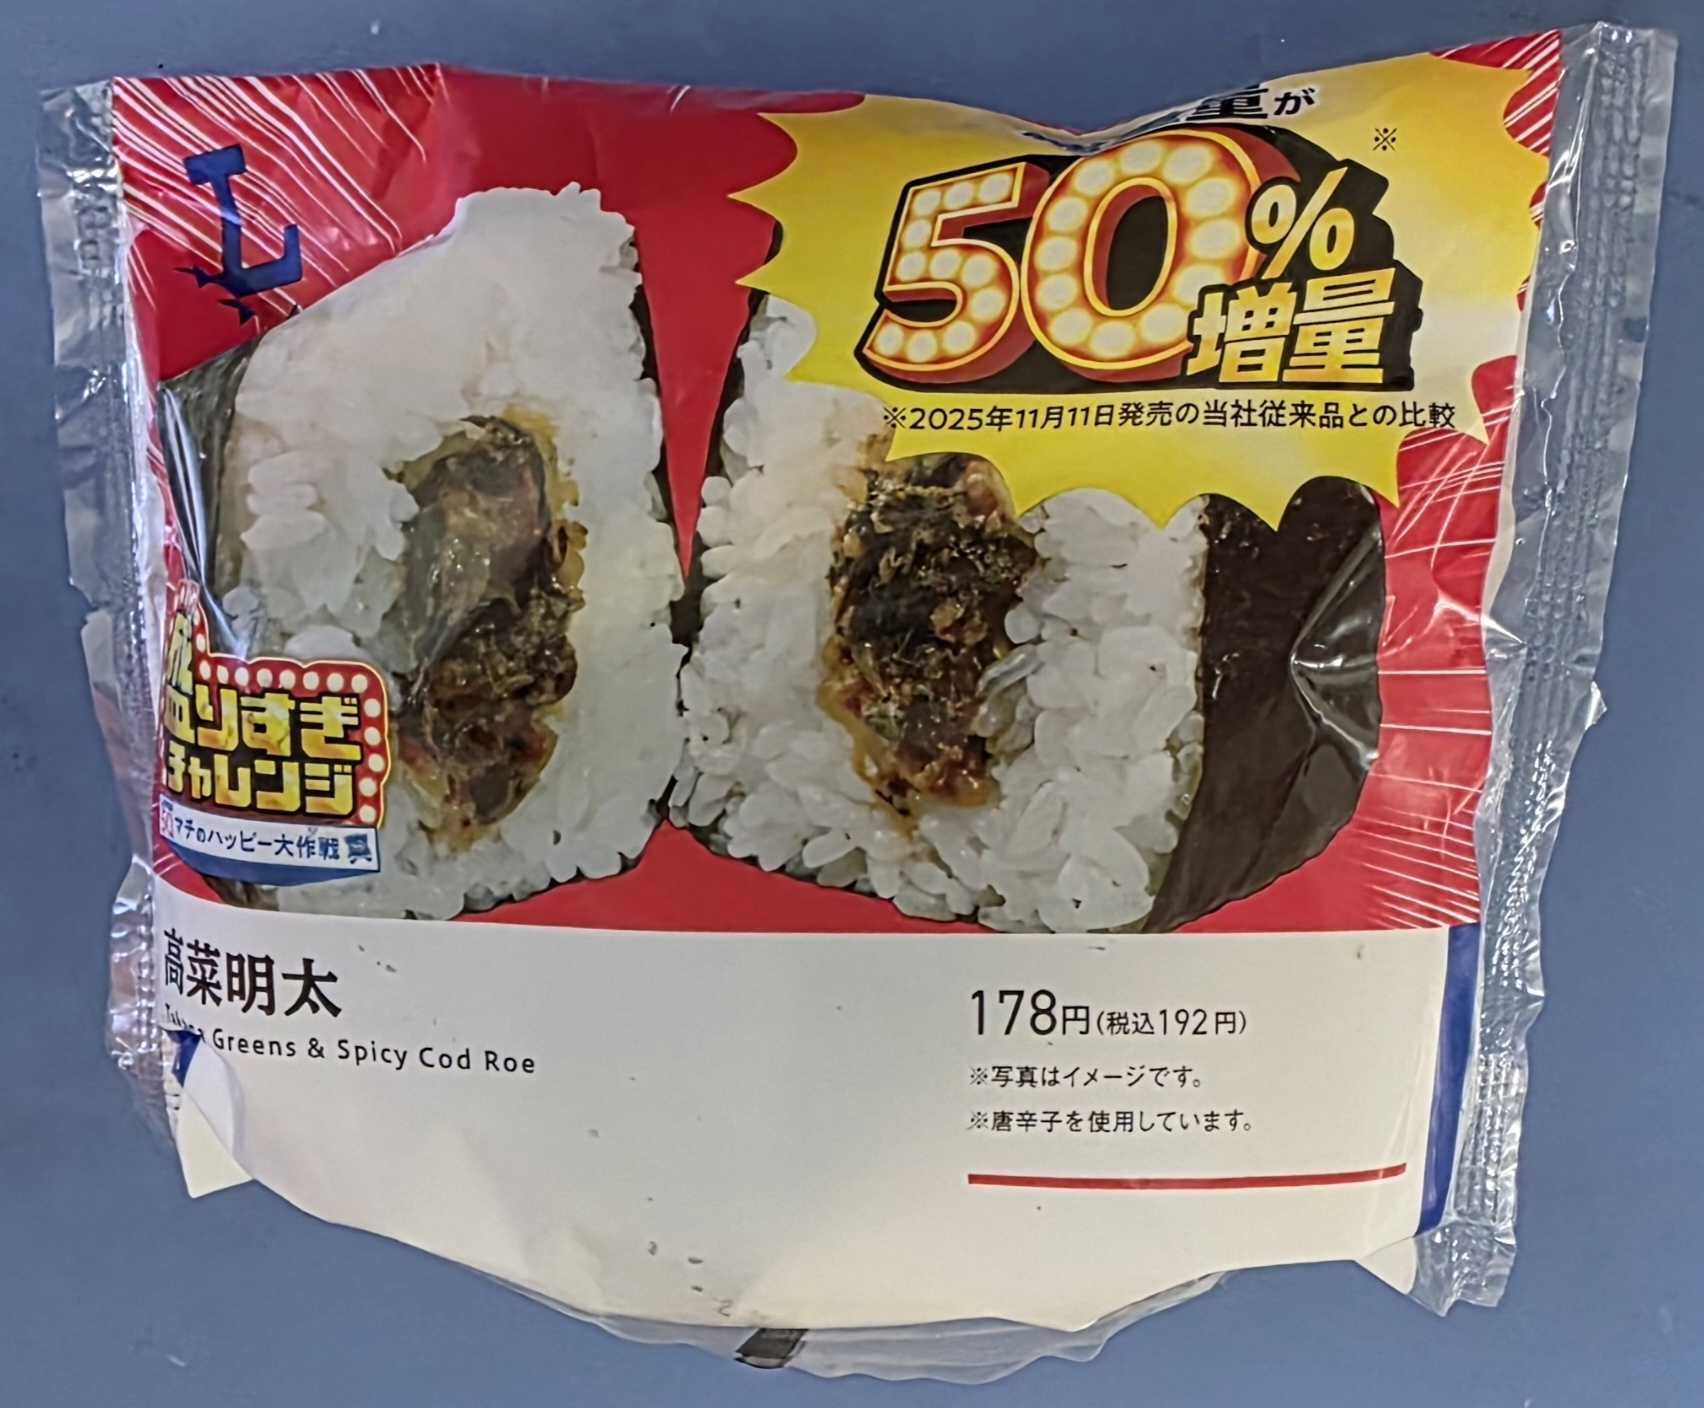 L
量が
※
50%
増量
※2025年11月11日発売の当社従来品との比較
盛りすぎ
チャレンジ
マチのハッピー大作戦
高菜明太
Takana Greens & Spicy Cod Roe
178円(税込192円)
※写真はイメージです。
※唐辛子を使用しています。